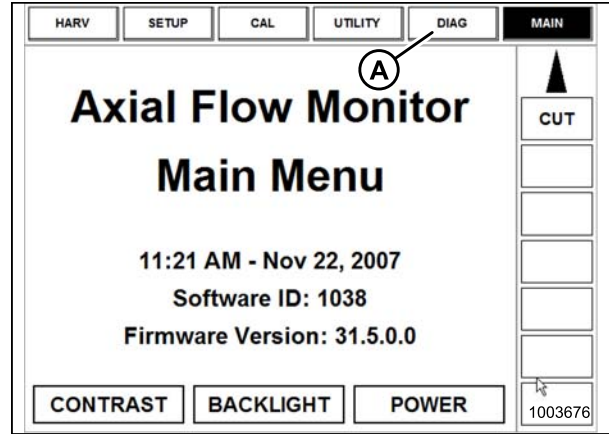 HARV SETUP CAL UTILITY DIAG MAIN
A
Axial Flow Monitor
CUT
Main Menu
11:21 AM - Nov 22, 2007
Software ID: 1038
Firmware Version: 31.5.0.0
CONTRAST BACKLIGHT POWER
1003676